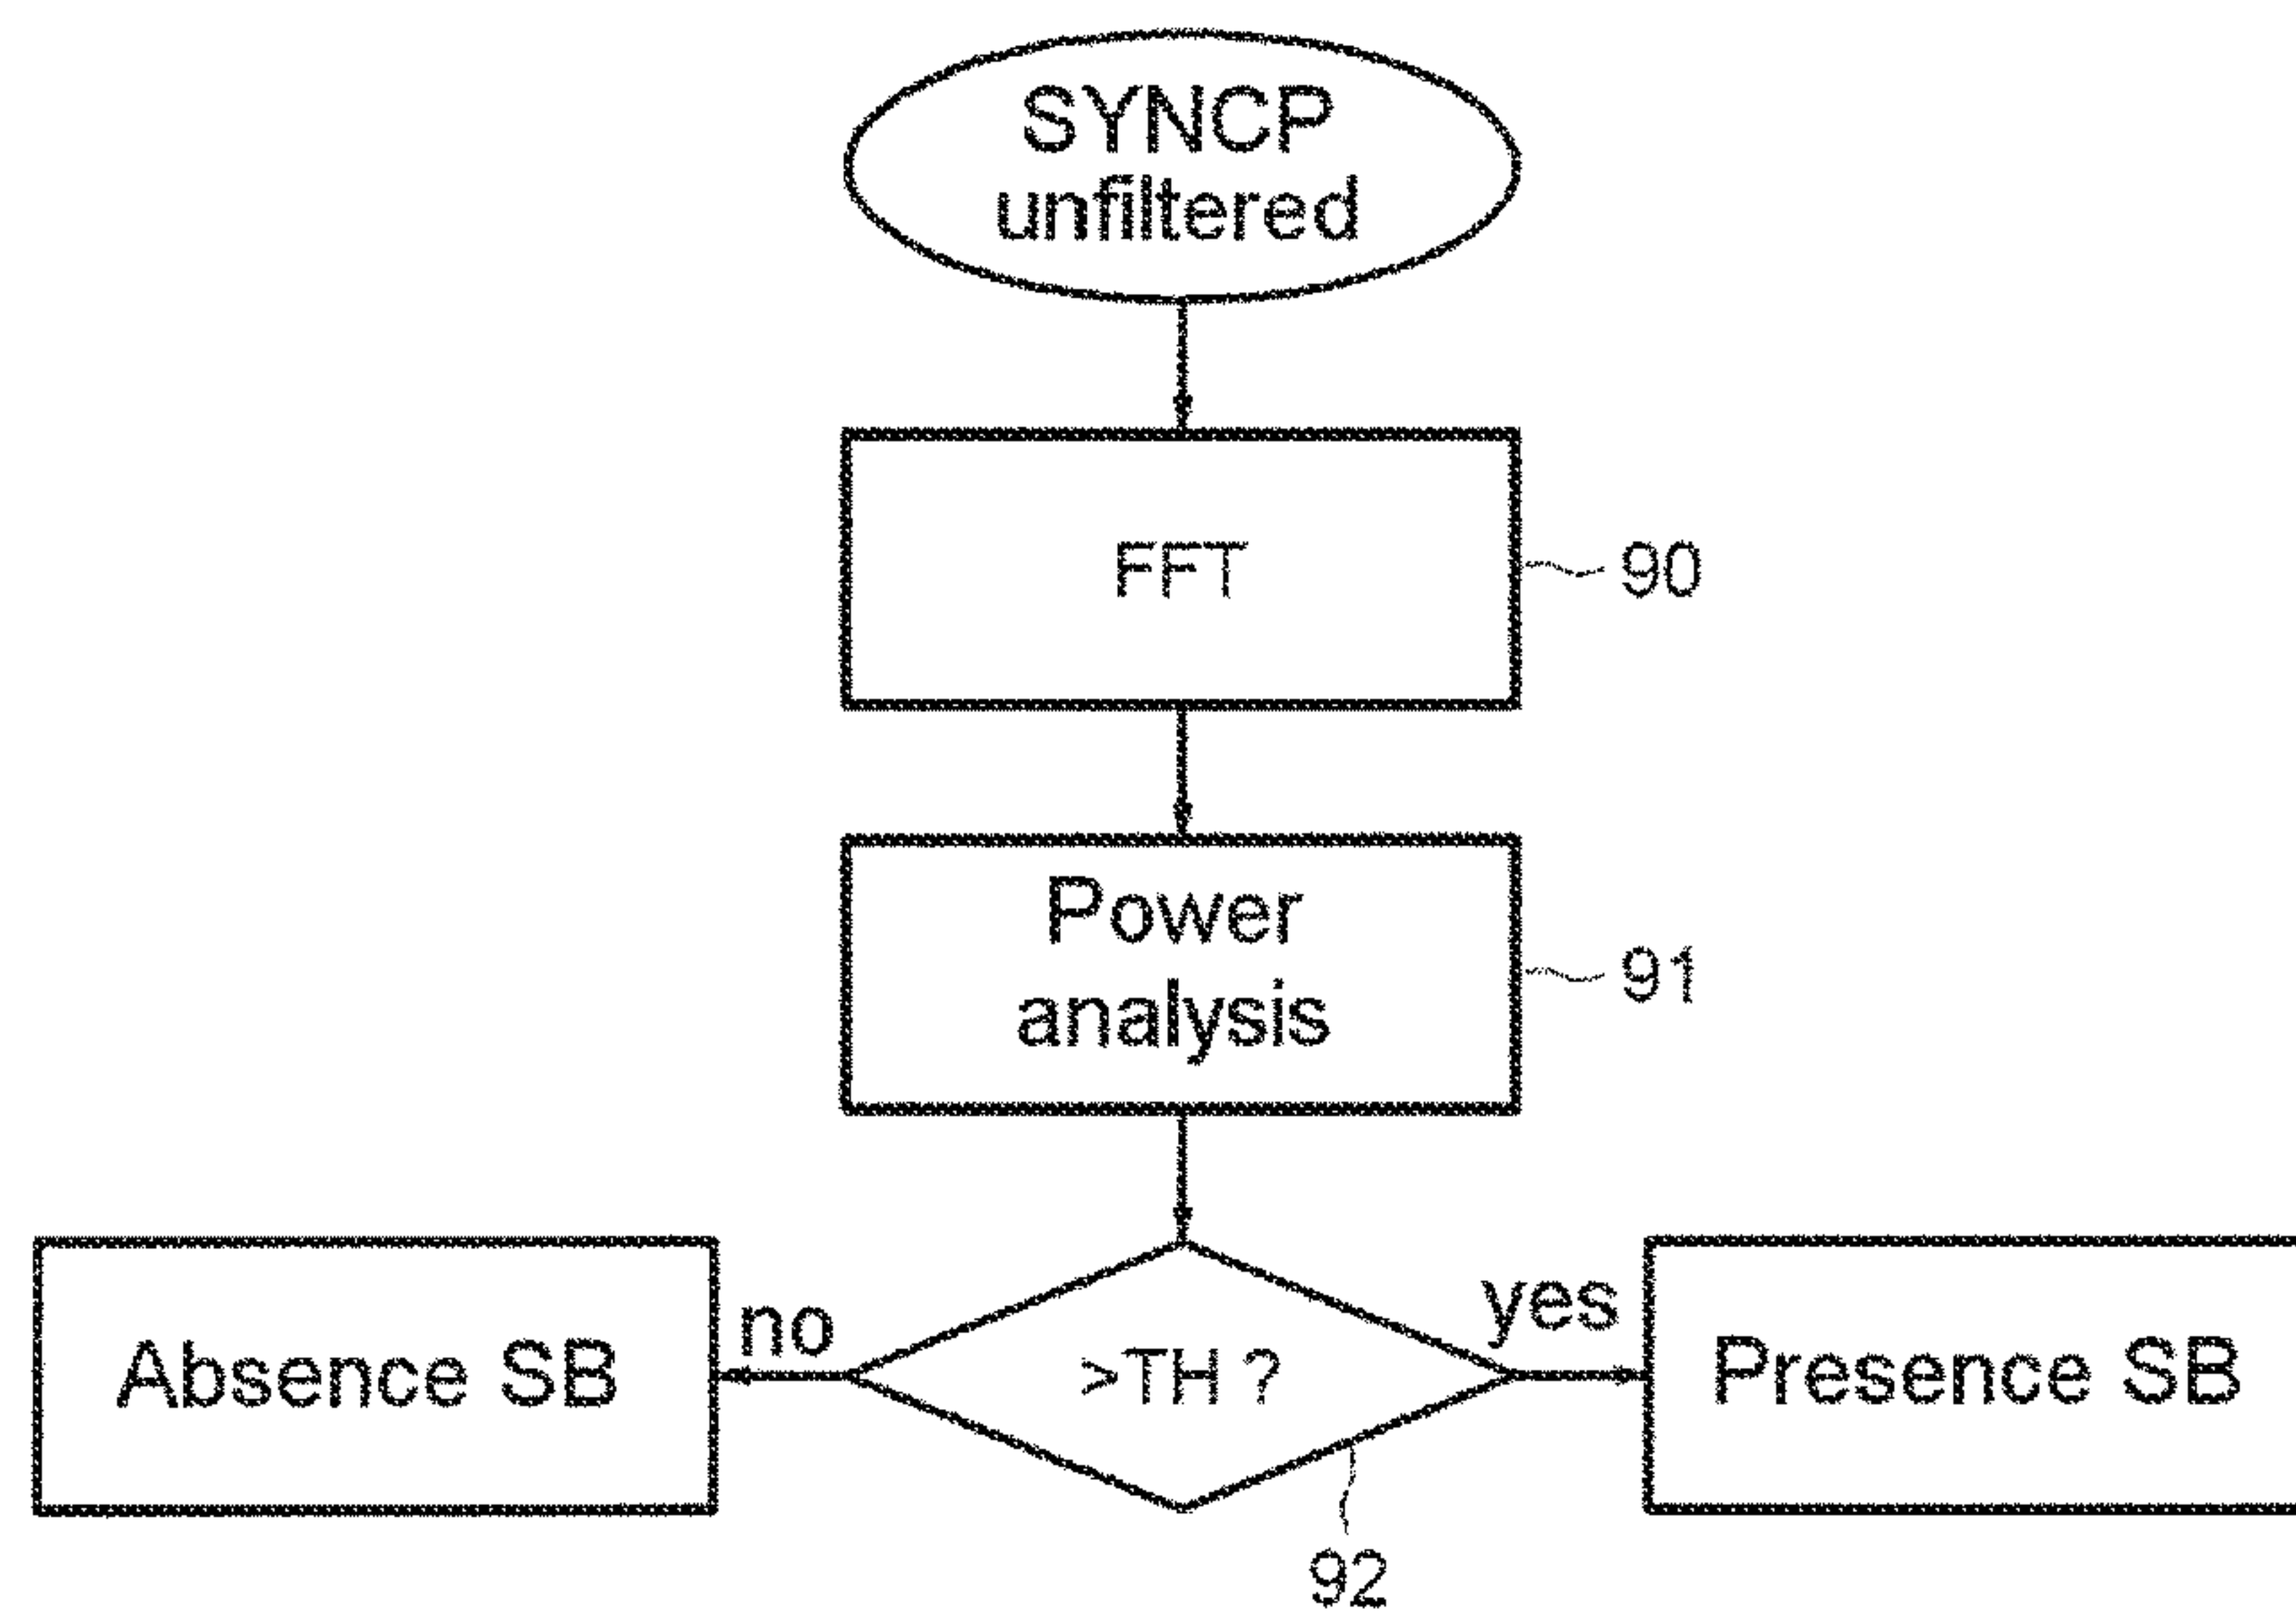 SYNCP
unfiltered
FFT
90
Power
analysis
91
no
yes
Absence SB
>TH ?
Presence SB
92